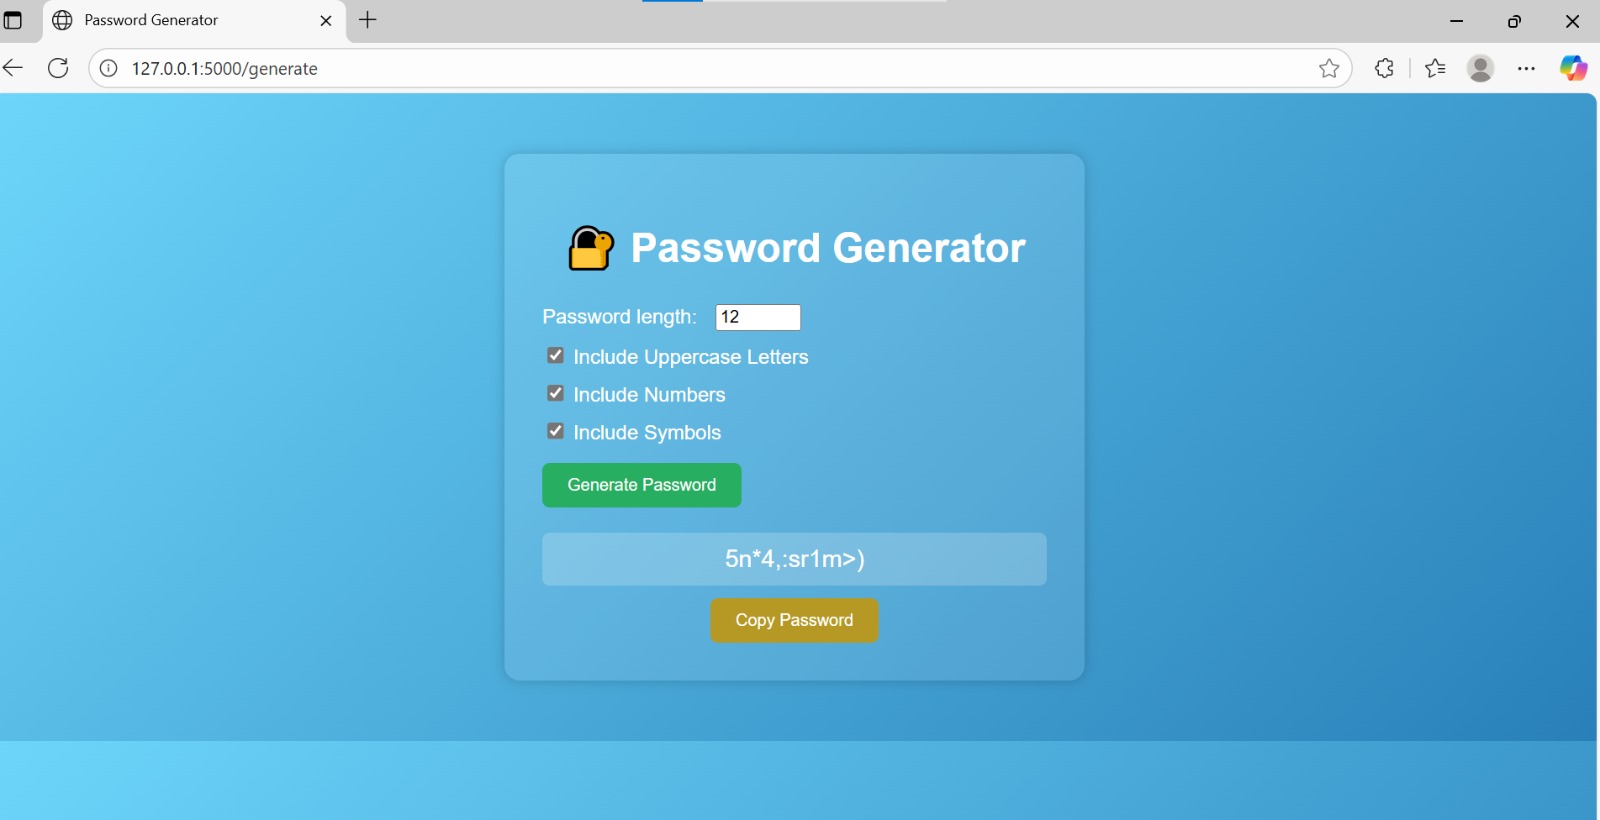 Password Generator
127.0.0.1:5000/generate
Password Generator
Password length: 12
Include Uppercase Letters
Include Numbers
Include Symbols
Generate Password
5n*4,:sr1m>)
Copy Password